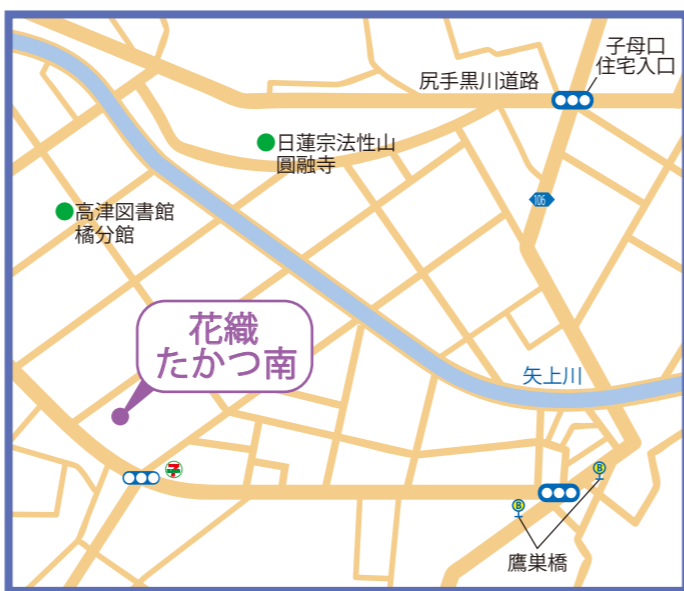 子母口
住宅入口
尻手黒川道路
日蓮宗法性山
圓融寺
106
高津図書館
橘分館
花織
たかつ南
矢上川
7
B
B
鷹巣橋